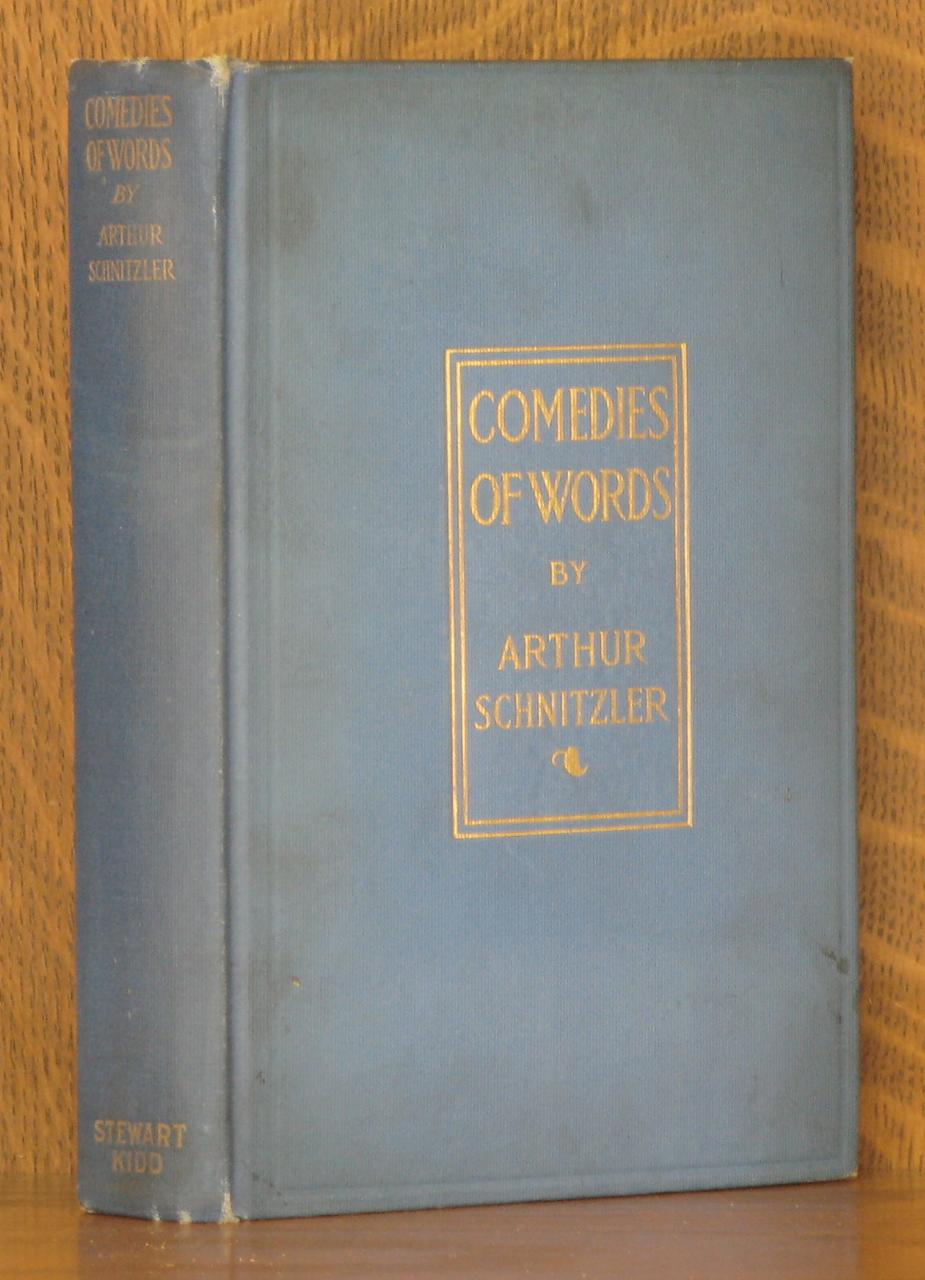 COMEDIES
OF WORDS
BY
ARTHUR
SCHNITZLER
STEWART
KIDD
COMEDIES
OF WORDS
BY
ARTHUR
SCHNITZLER